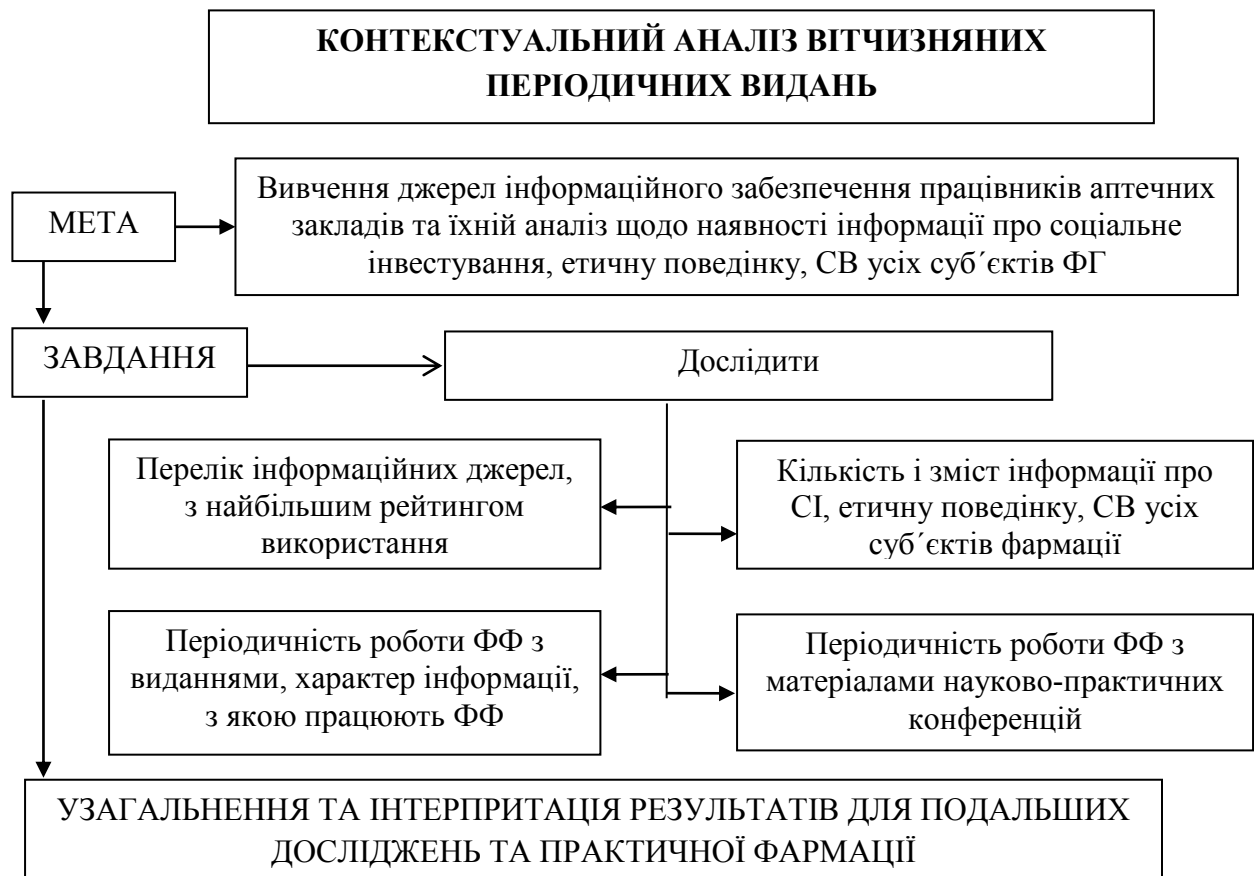 КОНТЕКСТУАЛЬНИЙ АНАЛІЗ ВІТЧИЗНЯНИХ
ПЕРІОДИЧНИХ ВИДАНЬ
МЕТА
Вивчення джерел інформаційного забезпечення працівників аптечних
закладів та їхній аналіз щодо наявності інформації про соціальне
інвестування, етичну поведінку, СВ усіх суб´єктів ФГ
ЗАВДАННЯ
Дослідити
Перелік інформаційних джерел,
з найбільшим рейтингом
використання
Кількість і зміст інформації про
СІ, етичну поведінку, СВ усіх
суб´єктів фармації
Періодичність роботи ФФ з
виданнями, характер інформації,
з якою працюють ФФ
Періодичність роботи ФФ з
матеріалами науково-практичних
конференцій
УЗАГАЛЬНЕННЯ ТА ІНТЕРПРИТАЦІЯ РЕЗУЛЬТАТІВ ДЛЯ ПОДАЛЬШИХ
ДОСЛІДЖЕНЬ ТА ПРАКТИЧНОЇ ФАРМАЦІЇ